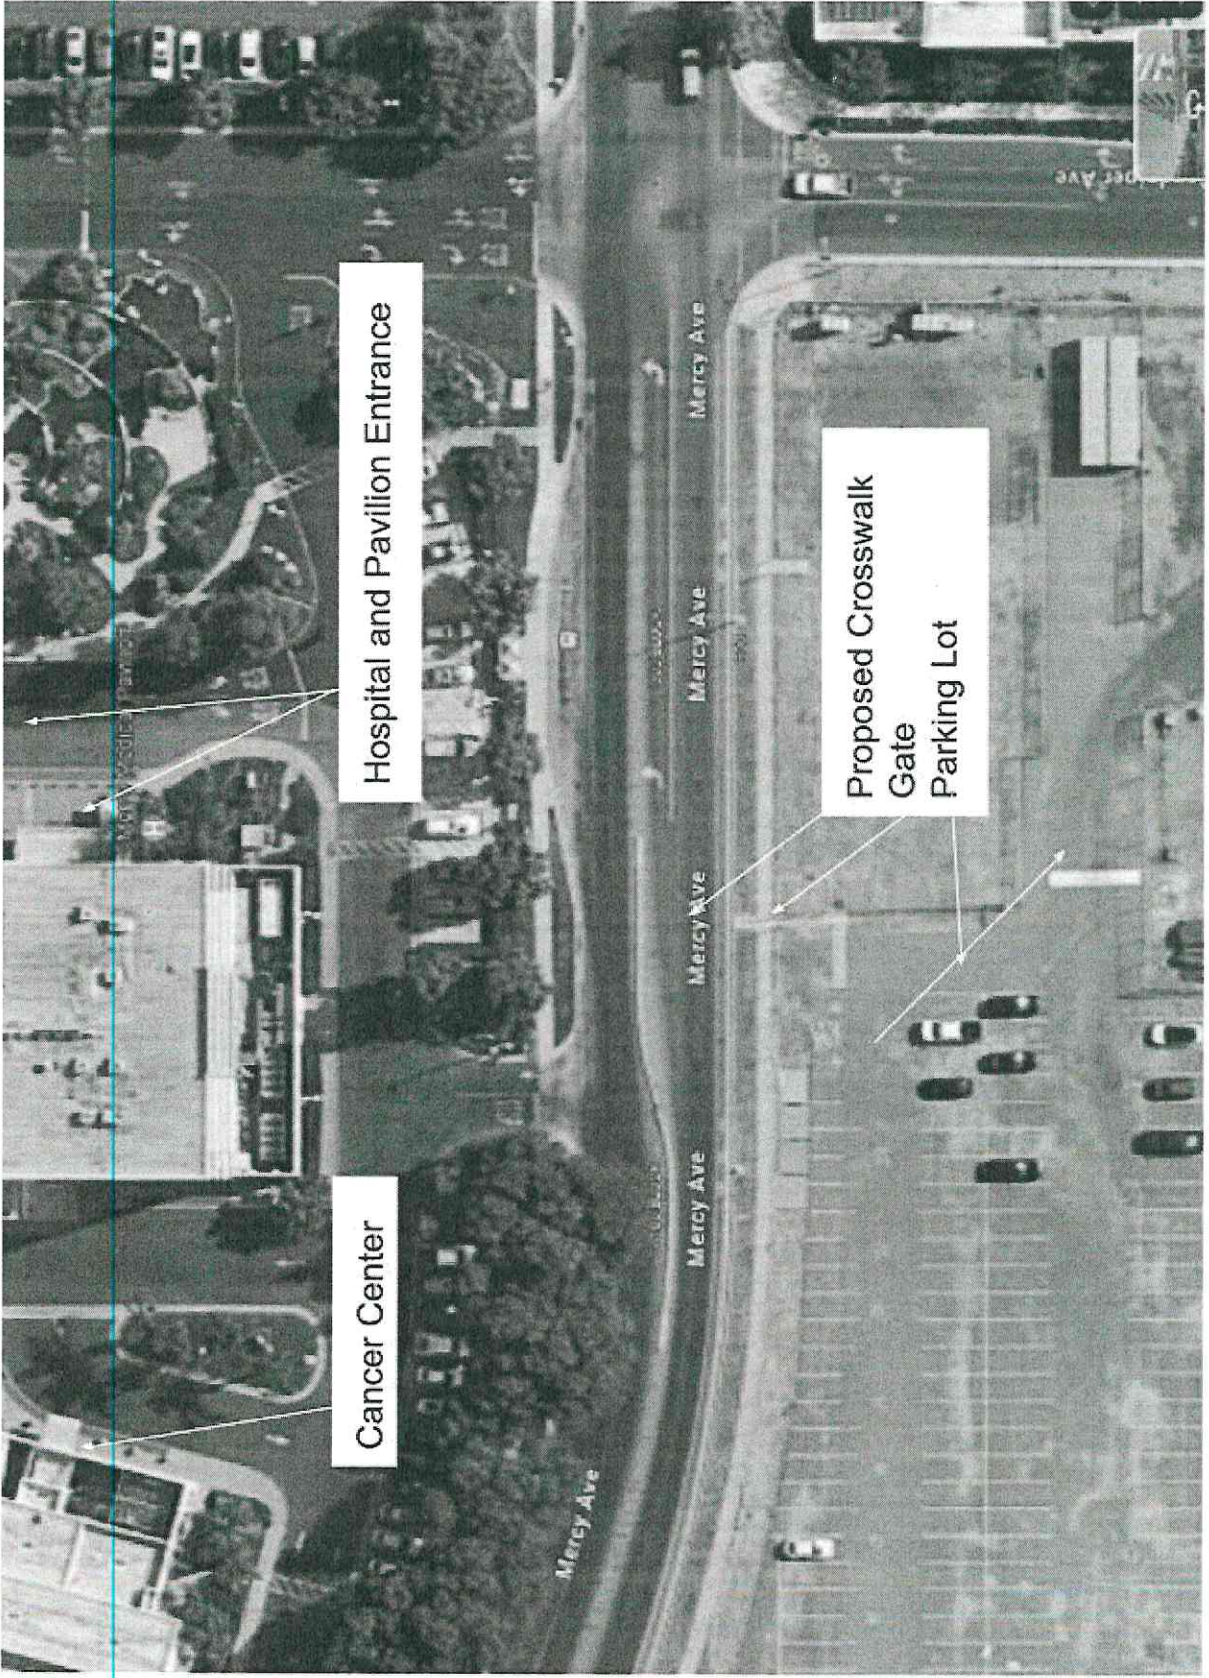 Hospital and Pavilion Entrance
Cancer Center
Proposed Crosswalk
Gate
Parking Lot
Mercy Ave
Mercy Ave
Mercy Ave
Mercy Ave
Mercy Ave
Ave
H